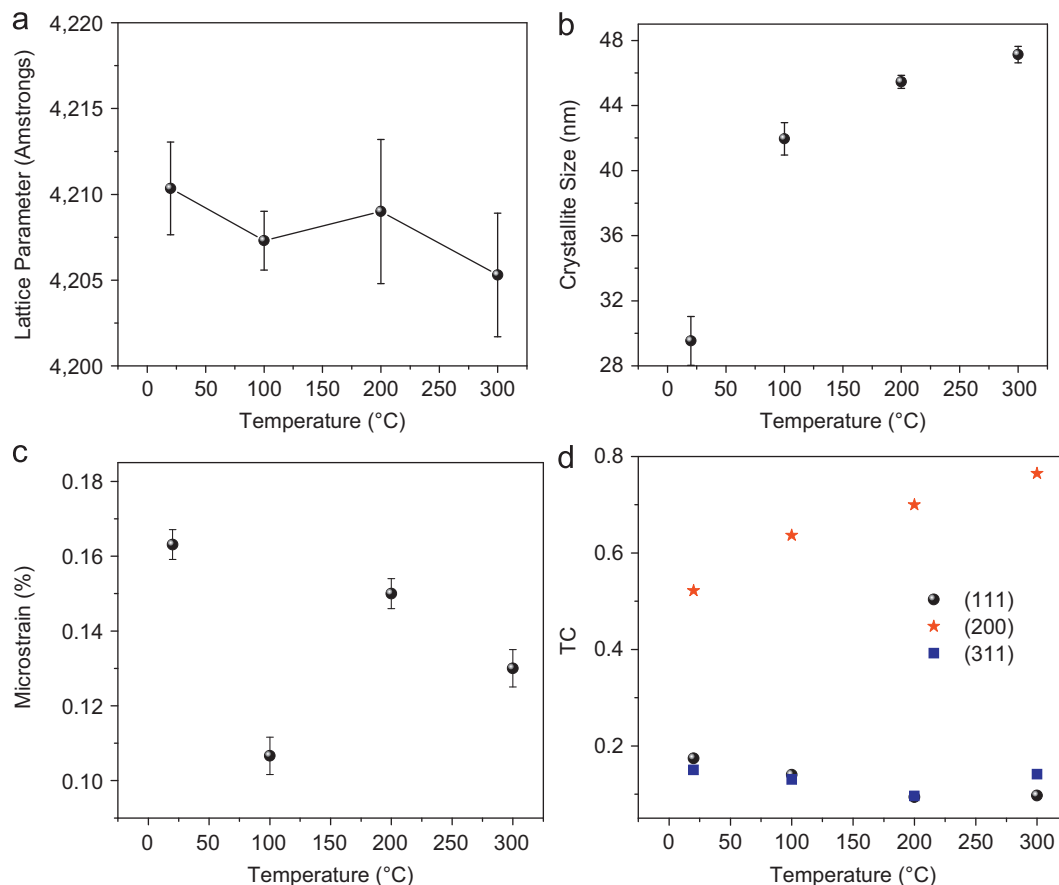 a
4,220
4,215
4,210
4,205
4,200
Lattice Parameter (Amstrongs)
0 50 100 150 200 250 300
Temperature (°C)
b
48
44
40
36
32
28
Crystallite Size (nm)
0 50 100 150 200 250 300
Temperature (°C)
c
0.18
0.16
0.14
0.12
0.10
Microstrain (%)
0 50 100 150 200 250 300
Temperature (°C)
d
0.8
0.6
0.4
0.2
TC
(111)
(200)
(311)
0 50 100 150 200 250 300
Temperature (°C)